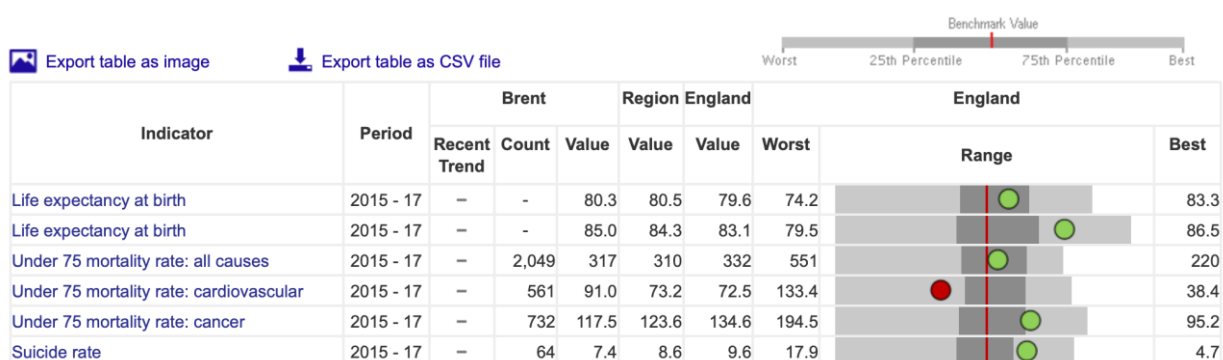 Benchmark Value
Export table as image Export table as CSV file
Worst 25th Percentile 75th Percentile Best
Indicator Period Brent Region England England
Recent Trend Count Value Value Value Worst Range Best
Life expectancy at birth 2015 - 17 – - 80.3 80.5 79.6 74.2 83.3
Life expectancy at birth 2015 - 17 – - 85.0 84.3 83.1 79.5 86.5
Under 75 mortality rate: all causes 2015 - 17 – 2,049 317 310 332 551 220
Under 75 mortality rate: cardiovascular 2015 - 17 – 561 91.0 73.2 72.5 133.4 38.4
Under 75 mortality rate: cancer 2015 - 17 – 732 117.5 123.6 134.6 194.5 95.2
Suicide rate 2015 - 17 – 64 7.4 8.6 9.6 17.9 4.7